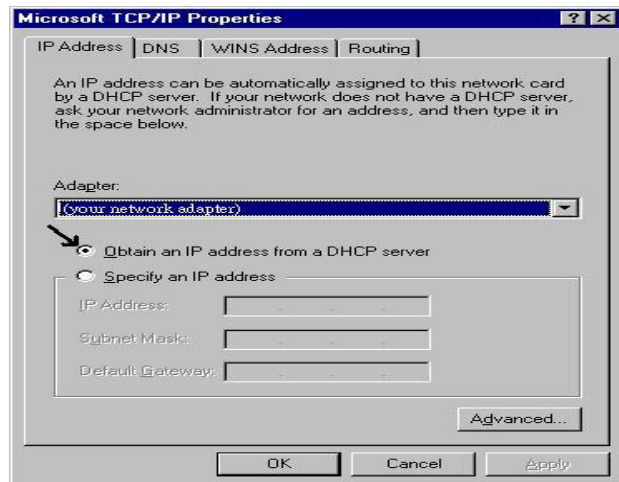 Microsoft TCP/IP Properties
IP Address DNS WINS Address Routing
An IP address can be automatically assigned to this network card
by a DHCP server. If your network does not have a DHCP server,
ask your network administrator for an address, and then type it in
the space below.
Adapter:
(your network adapter)
Obtain an IP address from a DHCP server
Specify an IP address
IP Address:
Subnet Mask:
Default Gateway:
Advanced...
OK Cancel Apply